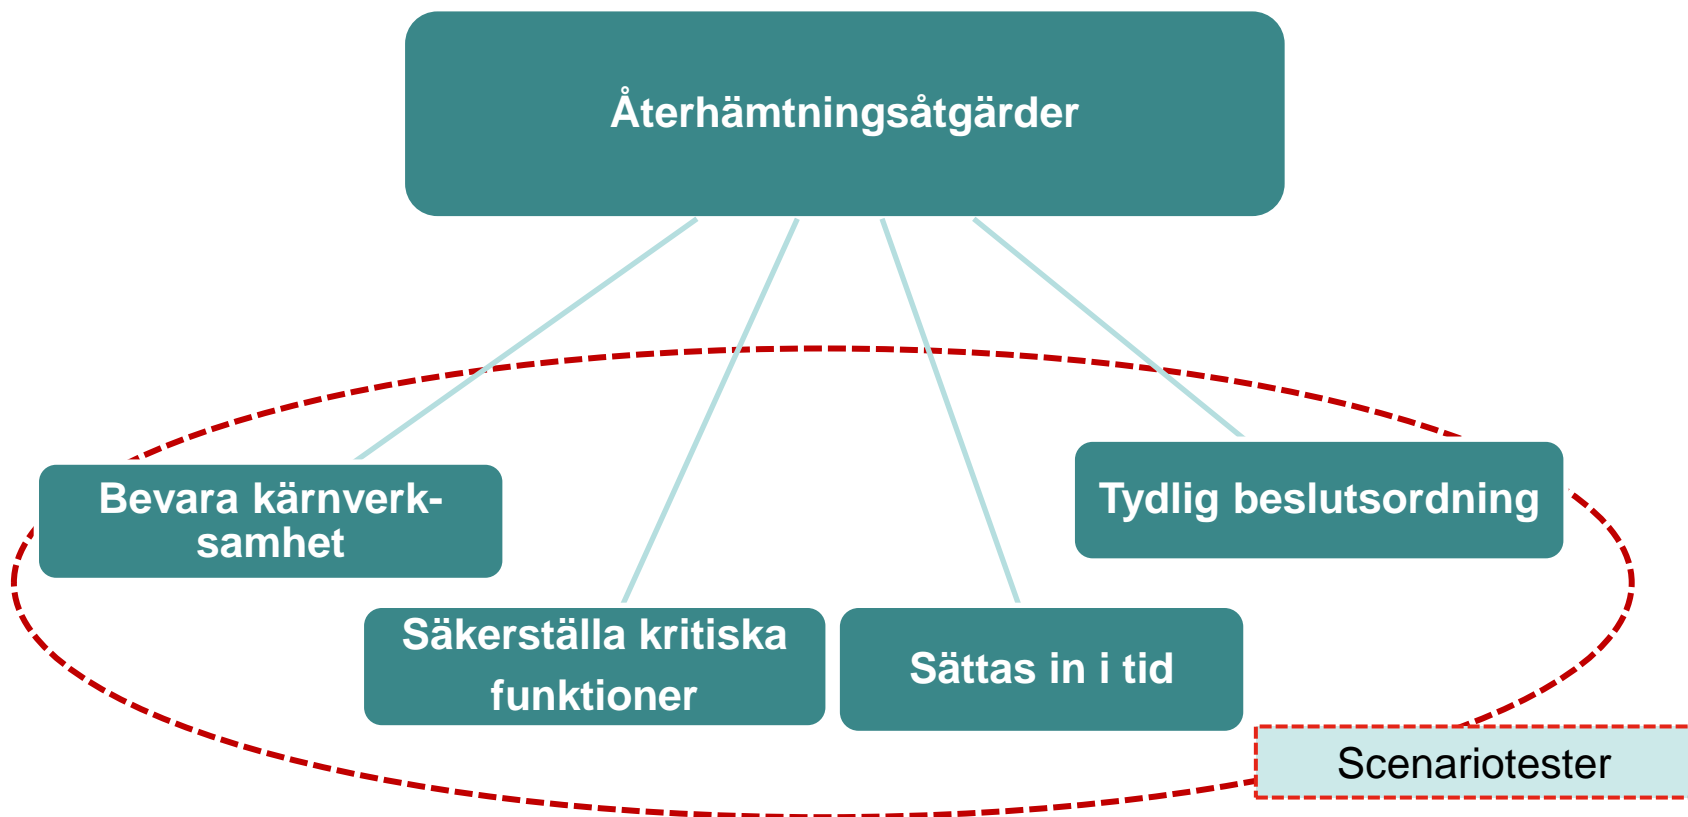 Återhämtningsåtgärder
Bevara kärnverk-
samhet
Tydlig beslutsordning
Säkerställa kritiska
funktioner
Sättas in i tid
Scenariotester